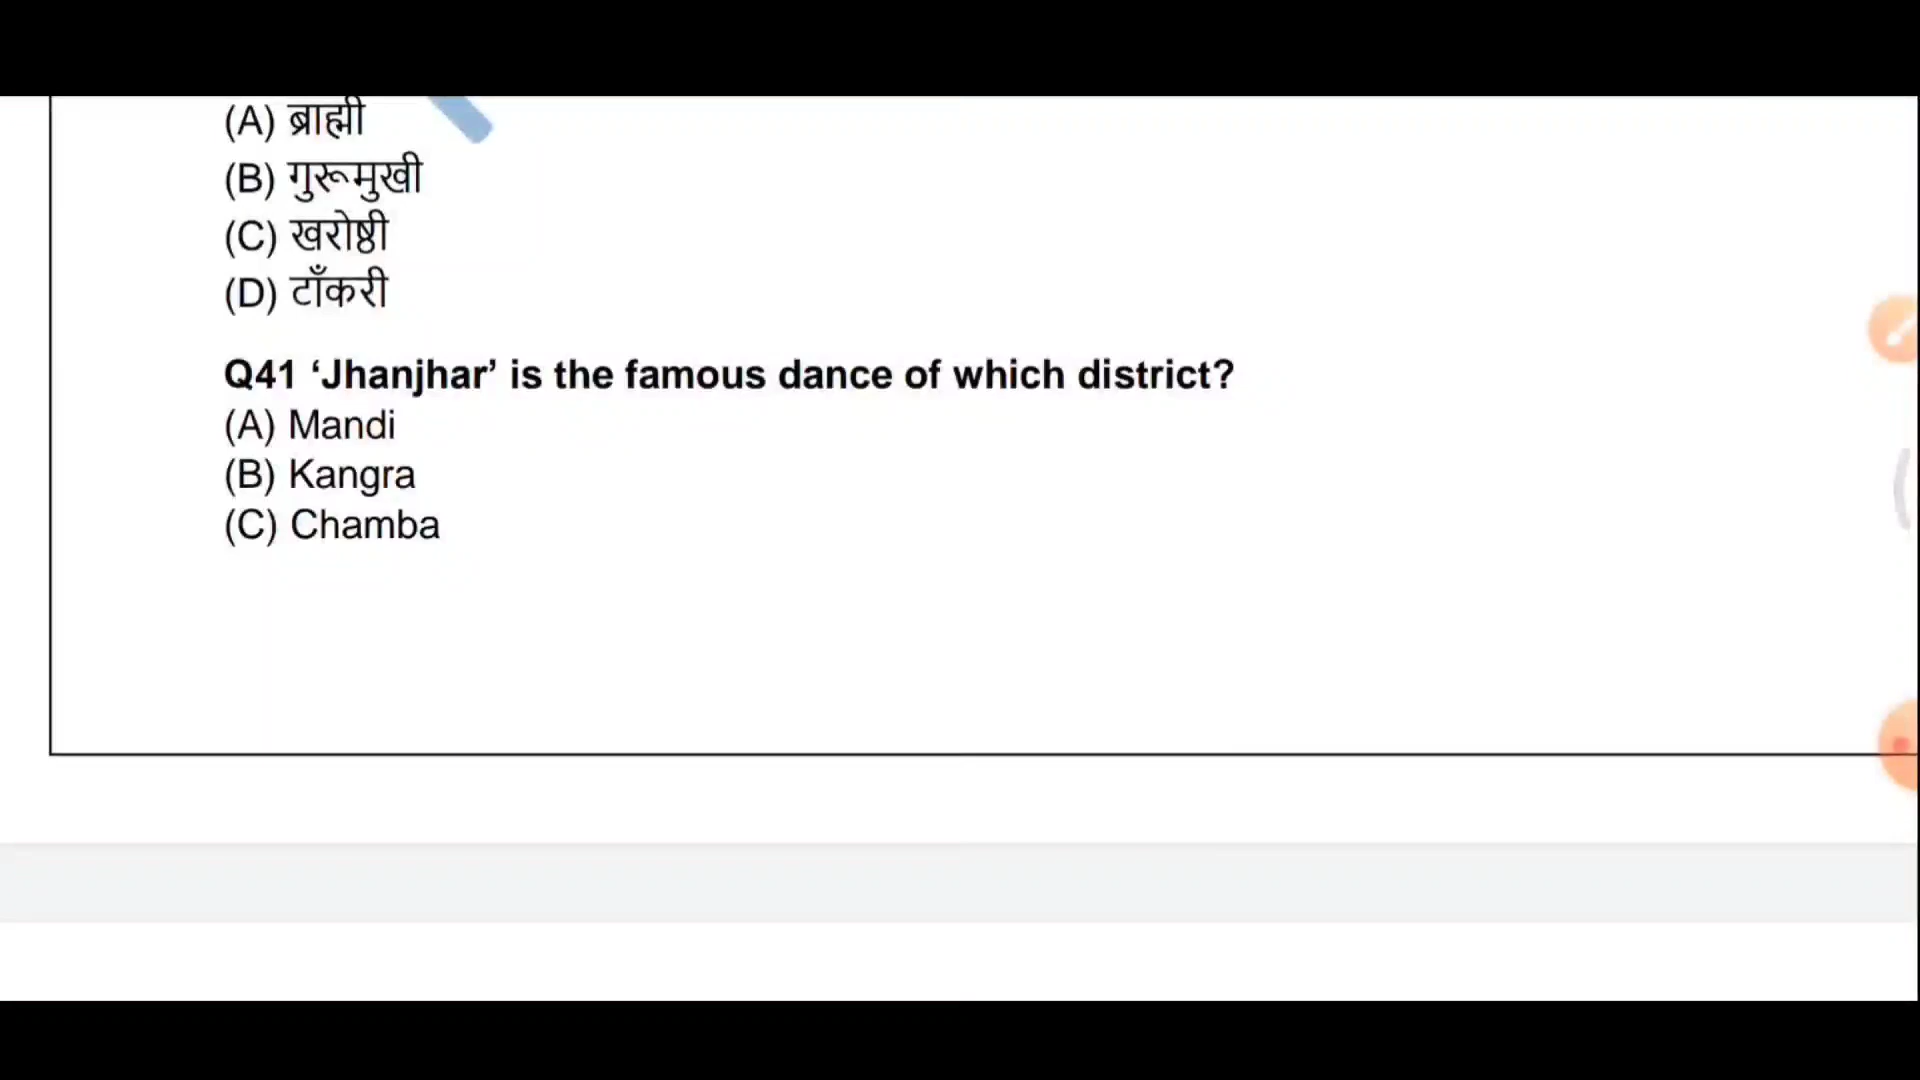 (A) ब्राह्मी
(B) गुरूमुखी
(C) खरोष्ठी
(D) टाँकरी
Q41 ‘Jhanjhar’ is the famous dance of which district?
(A) Mandi
(B) Kangra
(C) Chamba